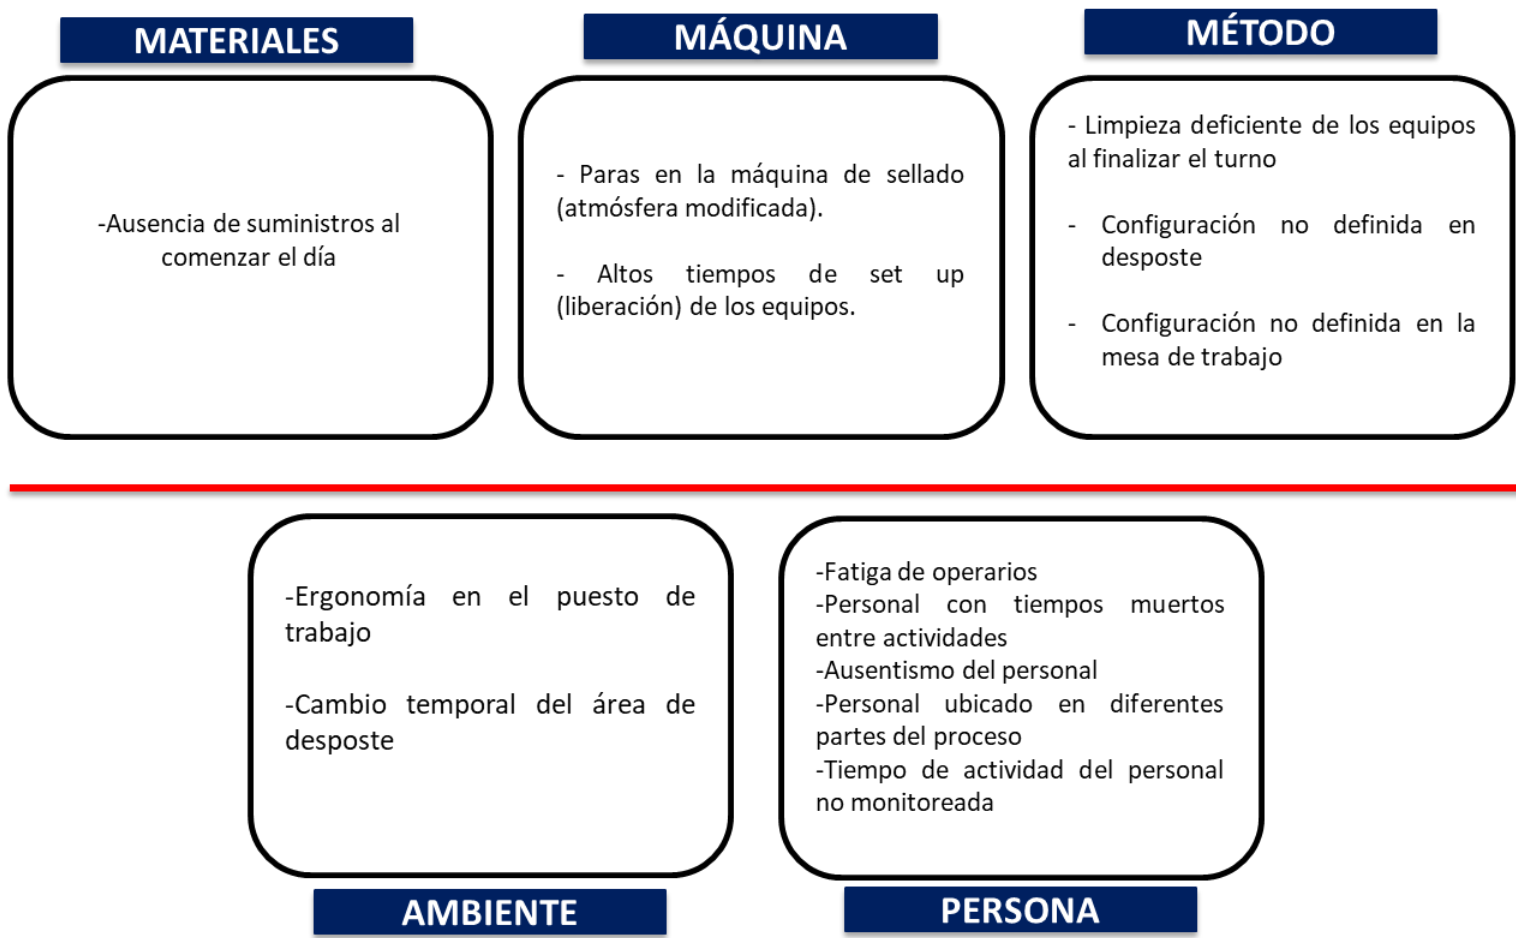 MATERIALES
-Ausencia de suministros al
comenzar el día
MÁQUINA
- Paras en la máquina de sellado
(atmósfera modificada).
- Altos tiempos de set up
(liberación) de los equipos.
MÉTODO
- Limpieza deficiente de los equipos
al finalizar el turno
- Configuración no definida en
desposte
- Configuración no definida en la
mesa de trabajo
-Ergonomía en el puesto de
trabajo
-Cambio temporal del área de
desposte
AMBIENTE
-Fatiga de operarios
-Personal con tiempos muertos
entre actividades
-Ausentismo del personal
-Personal ubicado en diferentes
partes del proceso
-Tiempo de actividad del personal
no monitoreada
PERSONA